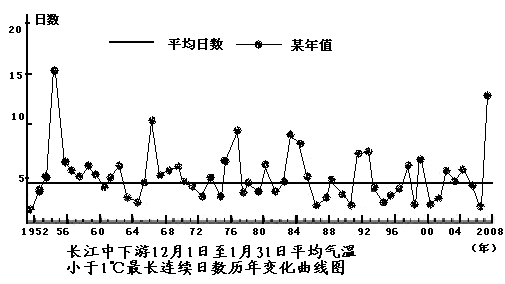 日数
20
平均日数 某年值
15
10
5
1952 56 60 64 68 72 76 80 84 88 92 96 00 04 2008
(年)
长江中下游12月1日至1月31日平均气温
小于1℃最长连续日数历年变化曲线图